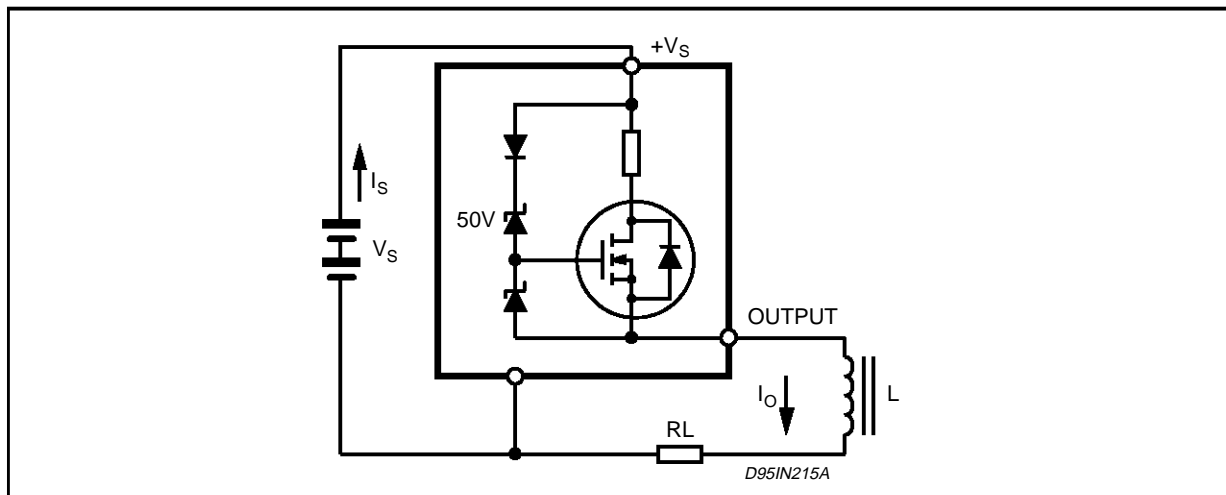 +VS
IS
50V
VS
OUTPUT
IO
L
RL
D95IN215A